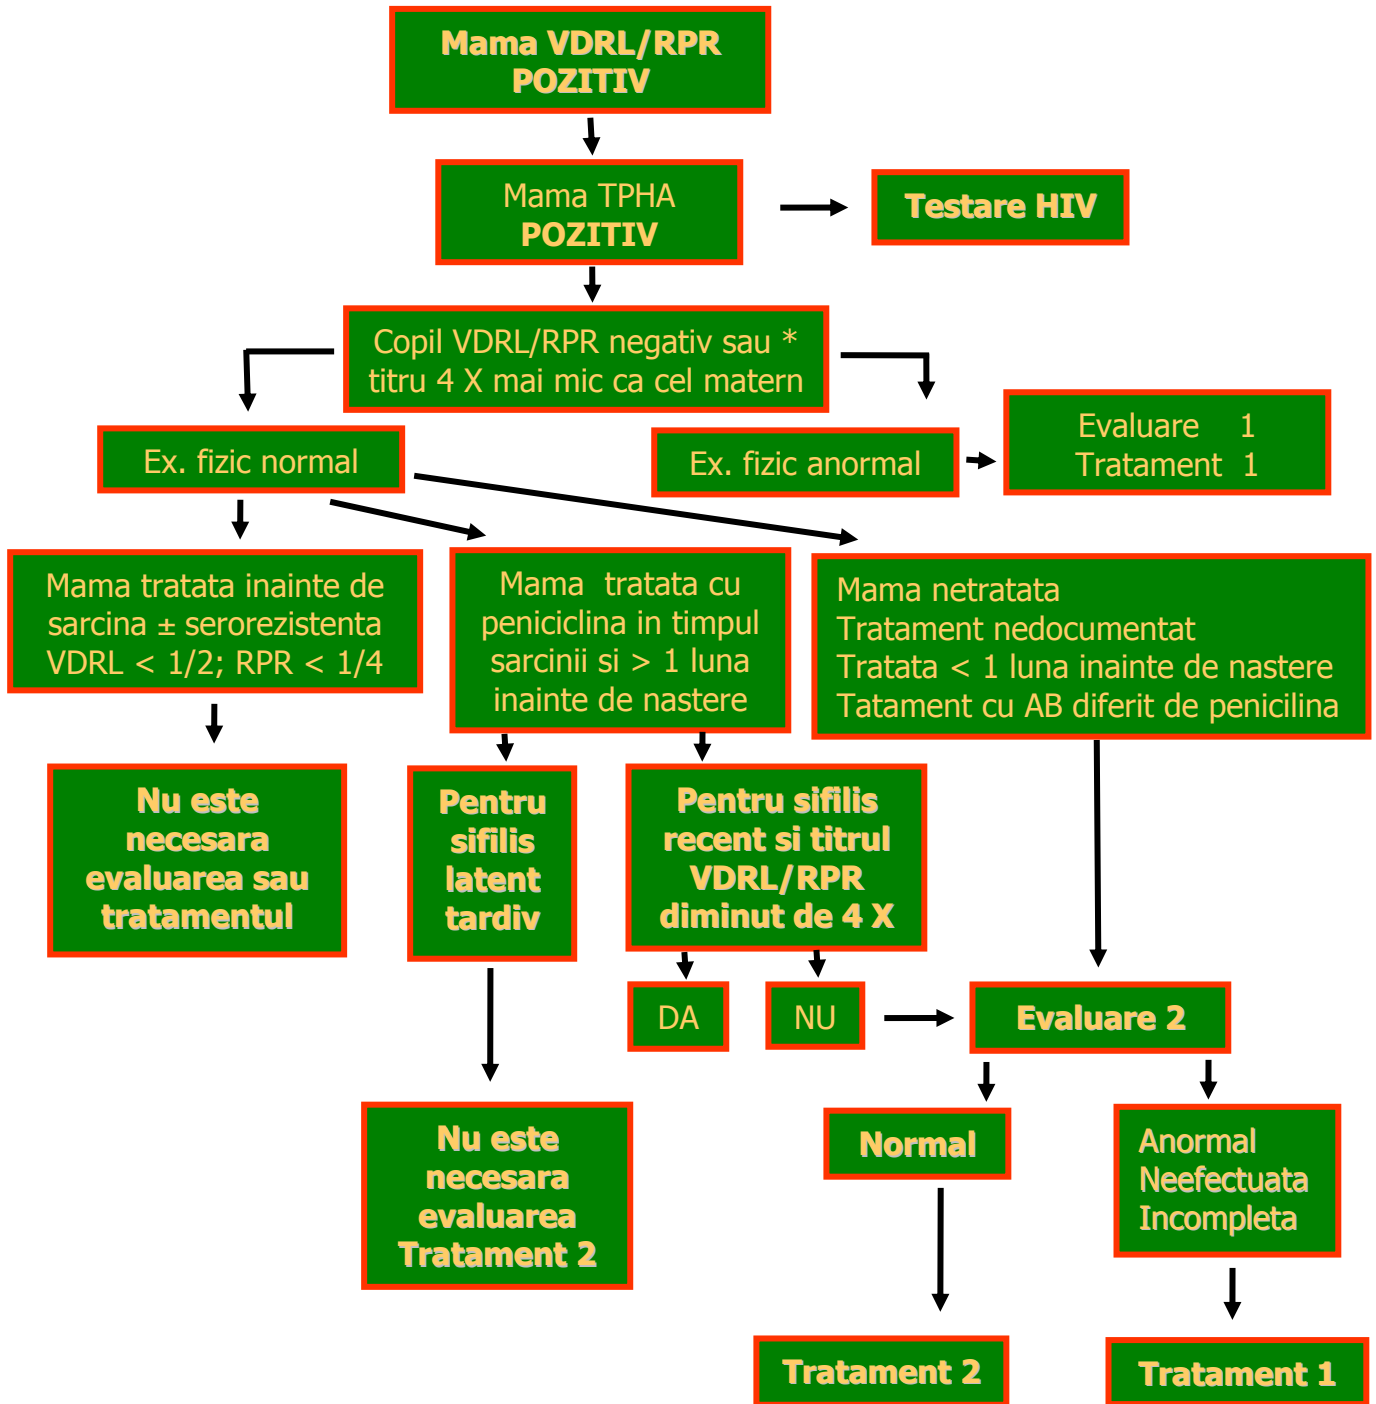 Mama VDRL/RPR
POZITIV
Mama TPHA
POZITIV
Testare HIV
Copil VDRL/RPR negativ sau *
titru 4 X mai mic ca cel matern
Ex. fizic normal
Ex. fizic anormal
Evaluare 1
Tratament 1
Mama tratata inainte de
sarcina ± serorezistenta
VDRL < 1/2; RPR < 1/4
Mama tratata cu
peniciclina in timpul
sarcinii si > 1 luna
inainte de nastere
Mama netratata
Tratament nedocumentat
Tratata < 1 luna inainte de nastere
Tatament cu AB diferit de penicilina
Nu este
necesara
evaluarea sau
tratamentul
Pentru
sifilis
latent
tardiv
Pentru sifilis
recent si titrul
VDRL/RPR
diminut de 4 X
DA
NU
Evaluare 2
Nu este
necesara
evaluarea
Tratament 2
Normal
Anormal
Neefectuata
Incompleta
Tratament 2
Tratament 1